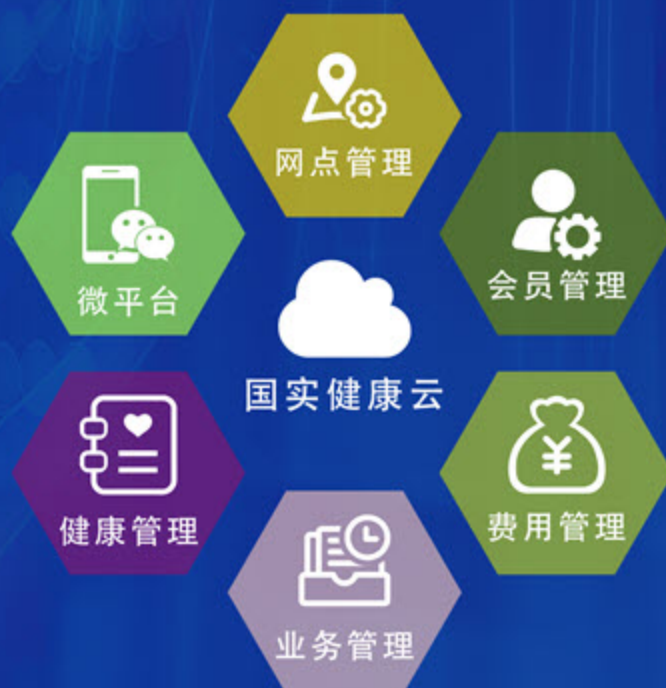 网点管理
微平台
会员管理
国实健康云
健康管理
费用管理
业务管理